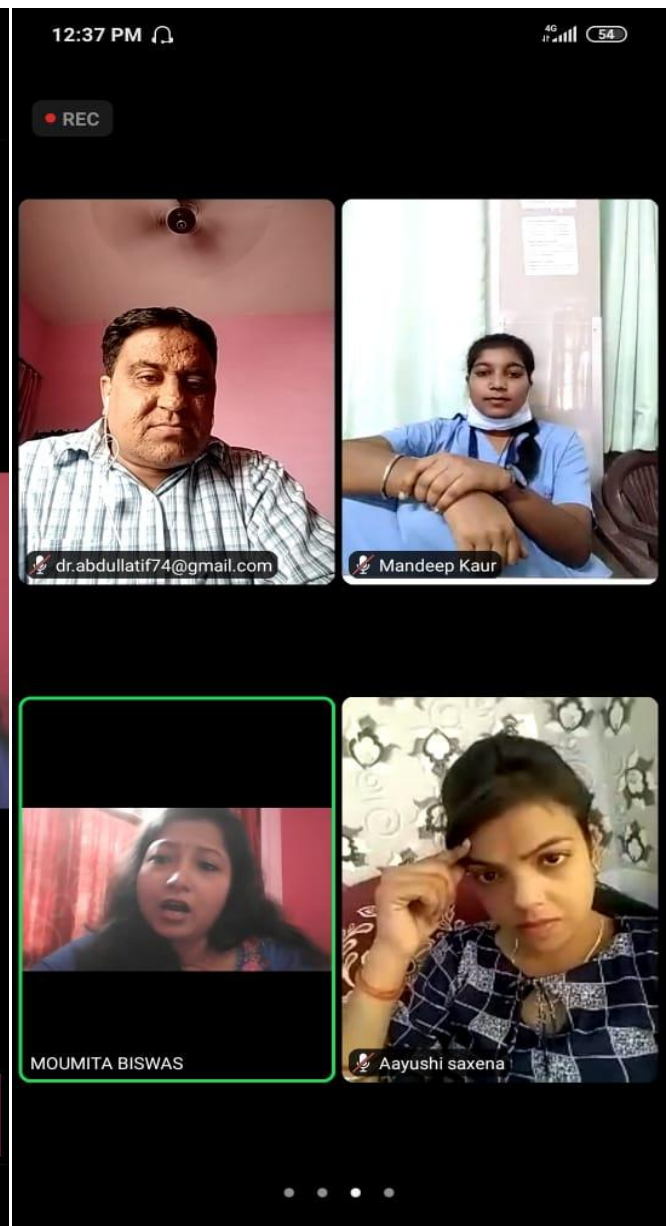 12:37 PM
4G
54
REC
dr.abdullatif74@gmail.com
Mandeep Kaur
MOUMITA BISWAS
Aayushi saxena